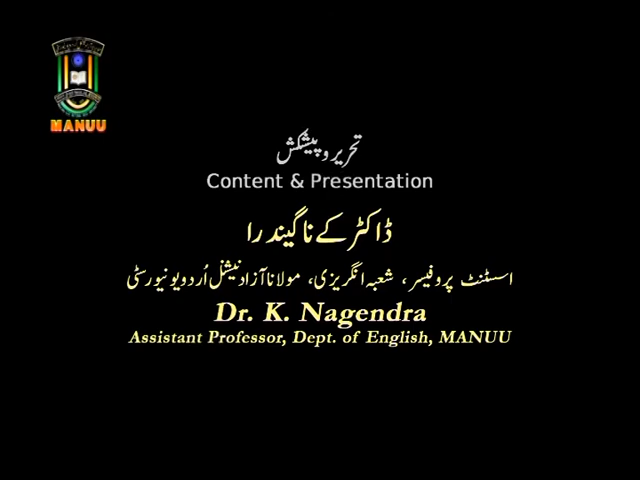 MANUU
تحریر و پیشکش
Content & Presentation
ڈاکٹر کے ناگیندرا
اسسٹنٹ پروفیسر، شعبہ انگریزی، مولانا آزاد نیشنل اُردو یونیورسٹی
Dr. K. Nagendra
Assistant Professor, Dept. of English, MANUU